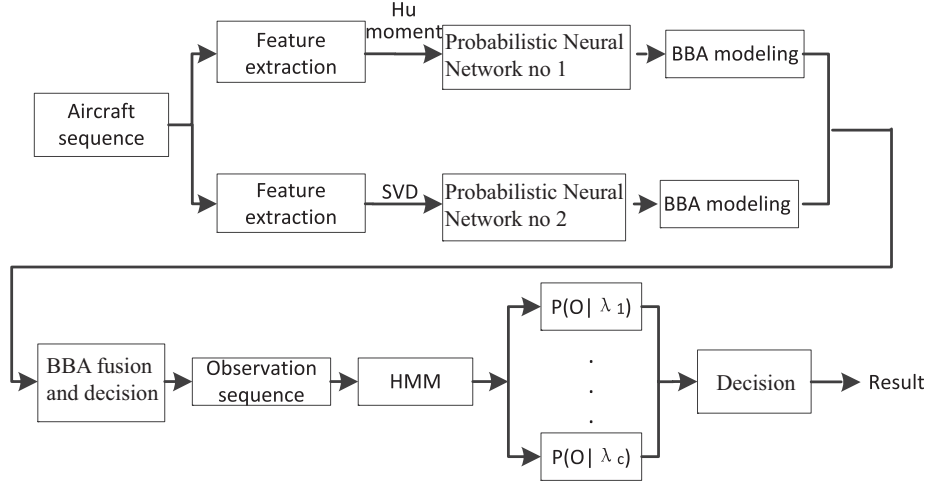 Hu
moment
Feature
extraction
Probabilistic Neural
Network no 1
BBA modeling
Aircraft
sequence
Feature
extraction
SVD
Probabilistic Neural
Network no 2
BBA modeling
P(O| λ 1)
.
.
.
BBA fusion
and decision
Observation
sequence
HMM
Decision
Result
P(O| λ c)